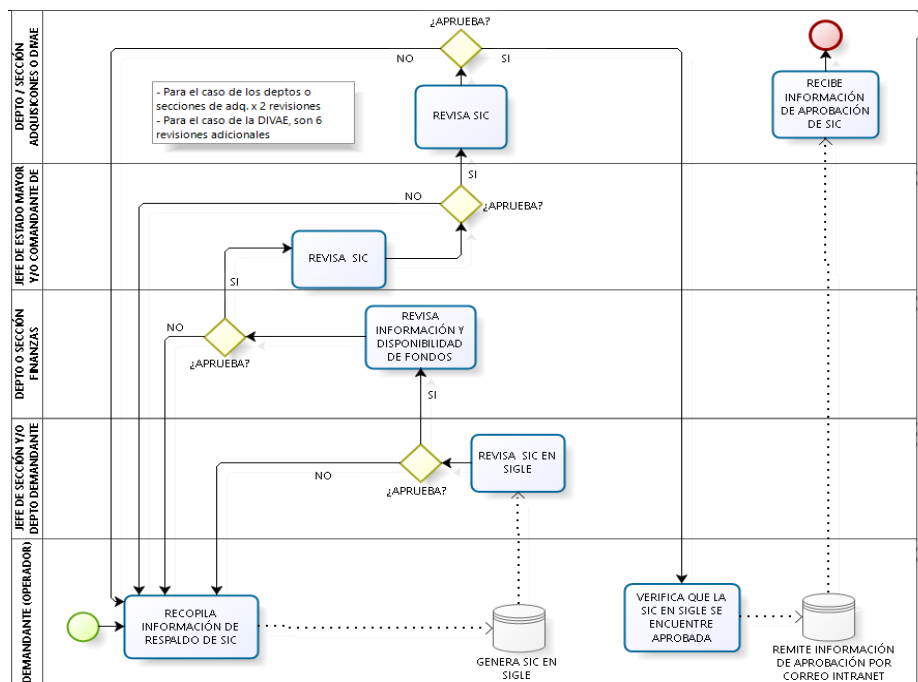 DEPTO / SECCIÓN
ADQUISICONES O DIVAE
¿APRUEBA?
NO
SI
- Para el caso de los deptos o
secciones de adq. x 2 revisiones
- Para el caso de la DIVAE, son 6
revisiones adicionales
REVISA SIC
RECIBE
INFORMACIÓN
DE APROBACIÓN
DE SIC
JEFE DE ESTADO MAYOR
Y/O COMANDANTE DE
SI
NO
¿APRUEBA?
REVISA SIC
SI
DEPTO O SECCIÓN
FINANZAS
NO
¿APRUEBA?
REVISA
INFORMACIÓN Y
DISPONIBILIDAD
DE FONDOS
SI
JEFE DE SECCIÓN Y/O
DEPTO DEMANDANTE
NO
¿APRUEBA?
REVISA SIC EN
SIGLE
DEMANDANTE (OPERADOR)
RECOPILA
INFORMACIÓN DE
RESPALDO DE SIC
GENERA SIC EN
SIGLE
VERIFICA QUE LA
SIC EN SIGLE SE
ENCUENTRE
APROBADA
REMITE INFORMACIÓN
DE APROBACIÓN POR
CORREO INTRANET